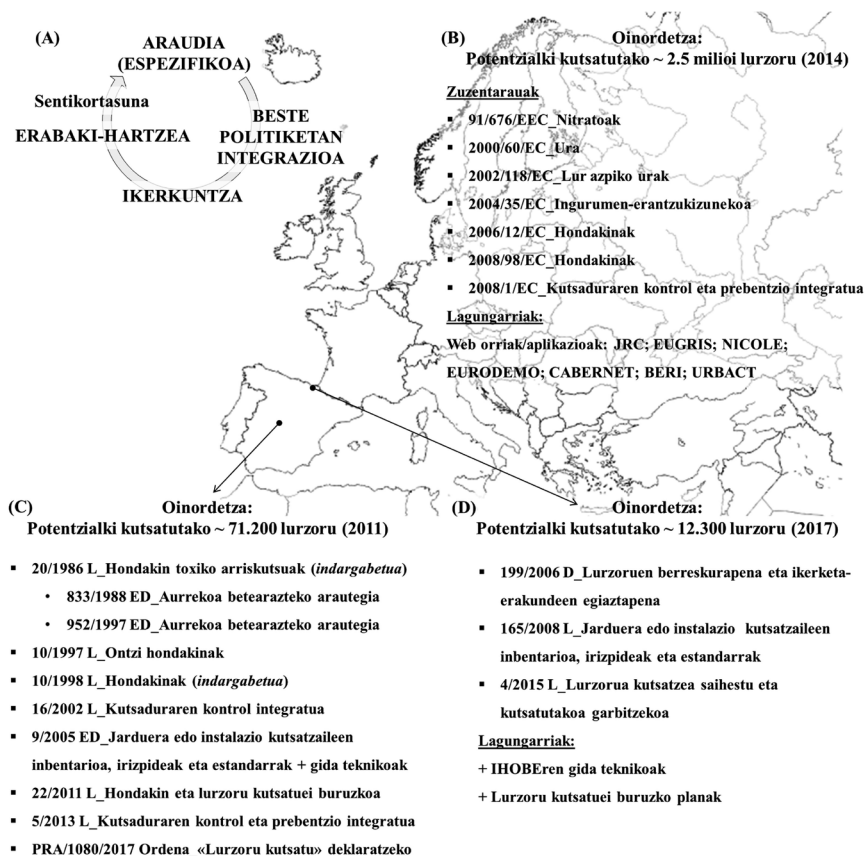 (A)
ARAUDIA
(ESPEZIFIKOA)
Sentikortasuna
ERABAKI-HARTZEA
BESTE
POLITIKETAN
INTEGRAZIOA
IKERKUNTZA
(B)
Oinordetza:
Potentzialki kutsatutako ~ 2.5 milioi lurzoru (2014)
Zuzentarauak
▪ 91/676/EEC_Nitratoak
▪ 2000/60/EC_Ura
▪ 2002/118/EC_Lur azpiko urak
▪ 2004/35/EC_Ingurumen-erantzukizunekoa
▪ 2006/12/EC_Hondakinak
▪ 2008/98/EC_Hondakinak
▪ 2008/1/EC_Kutsaduraren kontrol eta prebentzio integratua
Lagungarriak:
Web orriak/aplikazioak: JRC; EUGRIS; NICOLE;
EURODEMO; CABERNET; BERI; URBACT
(C)
Oinordetza:
Potentzialki kutsatutako ~ 71.200 lurzoru (2011)
▪ 20/1986 L_Hondakin toxiko arriskutsuak (indargabetua)
• 833/1988 ED_Aurrekoa betearazteko arautegia
• 952/1997 ED_Aurrekoa betearazteko arautegia
▪ 10/1997 L_Ontzi hondakinak
▪ 10/1998 L_Hondakinak (indargabetua)
▪ 16/2002 L_Kutsaduraren kontrol integratua
▪ 9/2005 ED_Jarduera edo instalazio kutsatzaileen
inbentarioa, irizpideak eta estandarrak + gida teknikoak
▪ 22/2011 L_Hondakin eta lurzoru kutsatuei buruzkoa
▪ 5/2013 L_Kutsaduraren kontrol eta prebentzio integratua
▪ PRA/1080/2017 Ordena «Lurzoru kutsatu» deklaratzeko
(D)
Oinordetza:
Potentzialki kutsatutako ~ 12.300 lurzoru (2017)
▪ 199/2006 D_Lurzoruen berreskurapena eta ikerketa-
erakundeen egiaztapena
▪ 165/2008 L_Jarduera edo instalazio kutsatzaileen
inbentarioa, irizpideak eta estandarrak
▪ 4/2015 L_Lurzorua kutsatzea saihestu eta
kutsatutakoa garbitzekoa
Lagungarriak:
+ IHOBEren gida teknikoak
+ Lurzoru kutsatuei buruzko planak